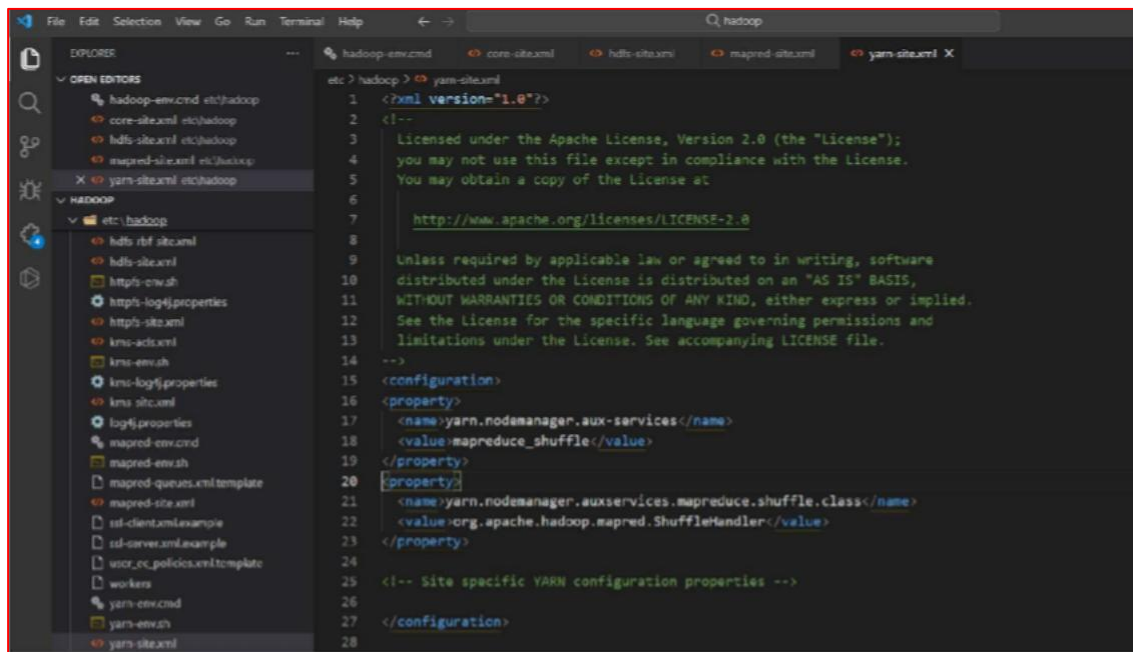 File Edit Selection View Go Run Terminal Help
hadoop
EXPLORER
hadoop-env.cmd
core-site.xml
hdfs-site.xml
mapred-site.xml
yarn-site.xml
OPEN EDITORS
hadoop-env.cmd etc\hadoop
core-site.xml etc\hadoop
hdfs-site.xml etc\hadoop
mapred-site.xml etc\hadoop
yarn-site.xml etc\hadoop
HADOOP
etc\hadoop
hdfs-rbf-site.xml
hdfs-site.xml
httpfs-env.sh
httpfs-log4j.properties
httpfs-site.xml
kms-acls.xml
kms-env.sh
kms-log4j.properties
kms-site.xml
log4j.properties
mapred-env.cmd
mapred-env.sh
mapred-queues.xml.template
mapred-site.xml
ssl-client.xml.example
ssl-server.xml.example
user_ec_policies.xml.template
workers
yarn-env.cmd
yarn-env.sh
yarn-site.xml
etc > hadoop > yarn-site.xml
1 <?xml version="1.0"?>
2 <!--
3 Licensed under the Apache License, Version 2.0 (the "License");
4 you may not use this file except in compliance with the License.
5 You may obtain a copy of the License at
6
7 http://www.apache.org/licenses/LICENSE-2.0
8
9 Unless required by applicable law or agreed to in writing, software
10 distributed under the License is distributed on an "AS IS" BASIS,
11 WITHOUT WARRANTIES OR CONDITIONS OF ANY KIND, either express or implied.
12 See the License for the specific language governing permissions and
13 limitations under the License. See accompanying LICENSE file.
14 -->
15 <configuration>
16 <property>
17 <name>yarn.nodemanager.aux-services</name>
18 <value>mapreduce_shuffle</value>
19 </property>
20 <property>
21 <name>yarn.nodemanager.auxservices.mapreduce.shuffle.class</name>
22 <value>org.apache.hadoop.mapred.ShuffleHandler</value>
23 </property>
24
25 <!-- Site specific YARN configuration properties -->
26
27 </configuration>
28